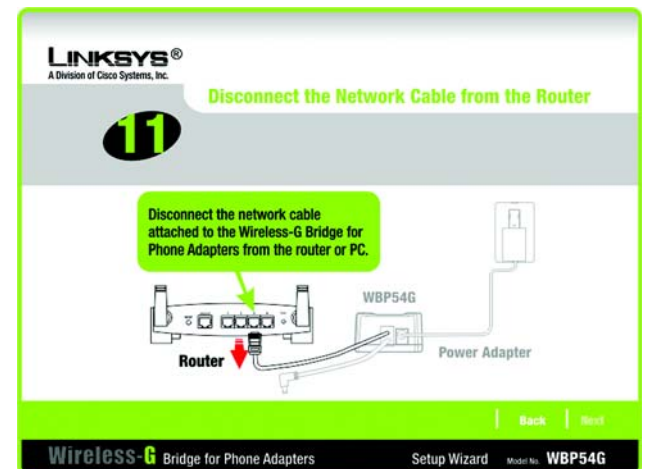 LINKSYS®
A Division of Cisco Systems, Inc.
Disconnect the Network Cable from the Router
11
Disconnect the network cable
attached to the Wireless-G Bridge for
Phone Adapters from the router or PC.
WBP54G
Router
Power Adapter
Back Next
Wireless-G Bridge for Phone Adapters Setup Wizard Model No. WBP54G